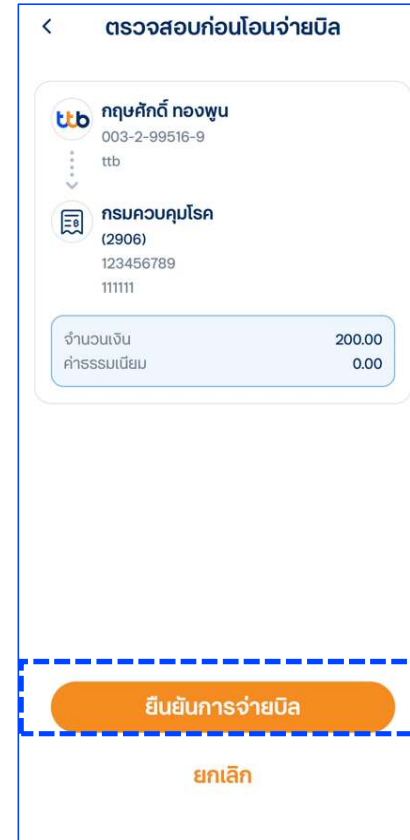 ตรวจสอบก่อนโอนจ่ายบิล
ttb
กฤษศักดิ์ ทองพูน
003-2-99516-9
ttb
กรมควบคุมโรค
(2906)
123456789
111111
จำนวนเงิน 200.00
ค่าธรรมเนียม 0.00
ยืนยันการจ่ายบิล
ยกเลิก